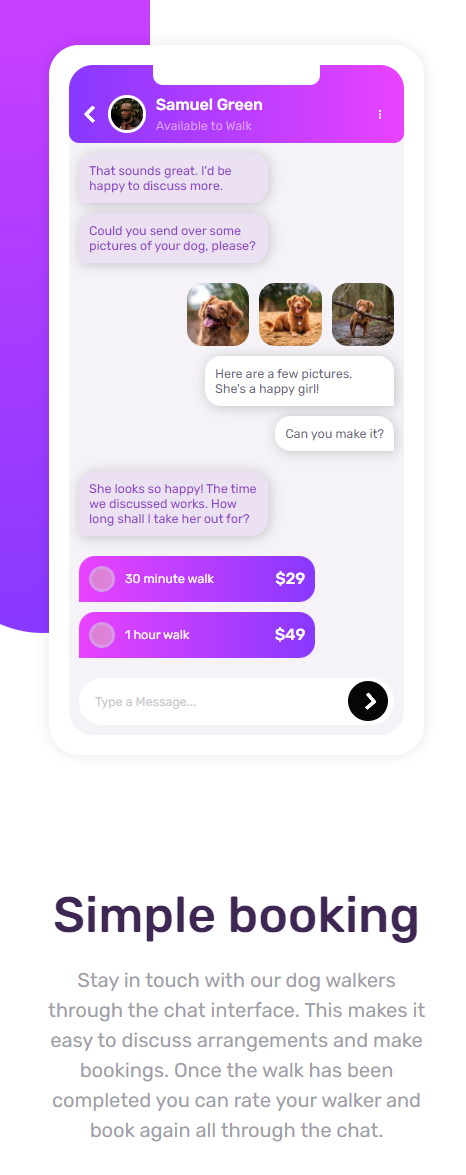 Samuel Green
Available to Walk
That sounds great. I'd be
happy to discuss more.
Could you send over some
pictures of your dog, please?
Here are a few pictures.
She's a happy girl!
Can you make it?
She looks so happy! The time
we discussed works. How
long shall I take her out for?
30 minute walk $29
1 hour walk $49
Type a Message...
Simple booking
Stay in touch with our dog walkers
through the chat interface. This makes it
easy to discuss arrangements and make
bookings. Once the walk has been
completed you can rate your walker and
book again all through the chat.